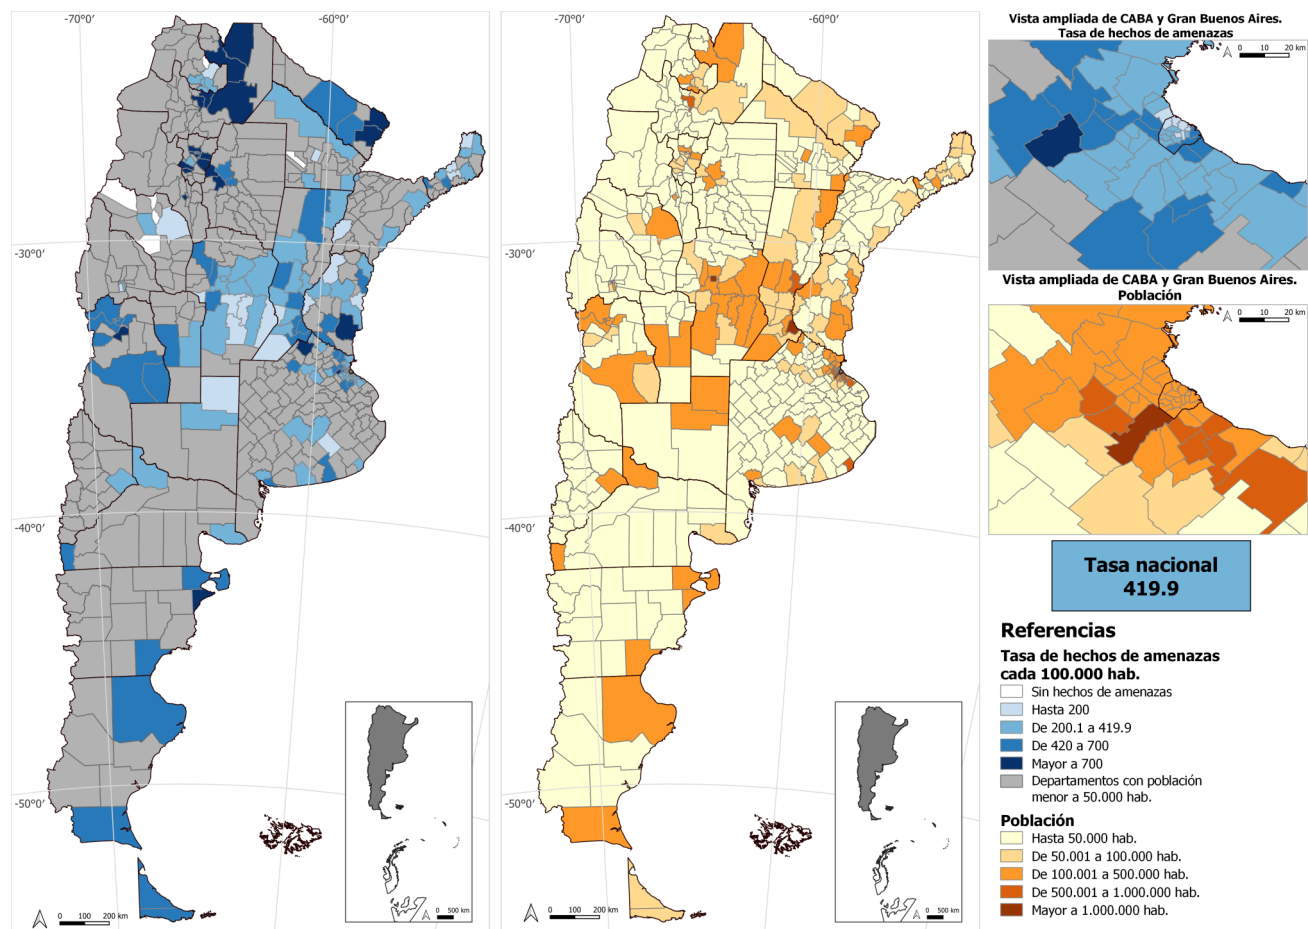 -70°0′
-60°0′
-30°0′
-40°0′
-50°0′
0 100 200 km
500 km
-70°0′
-60°0′
-30°0′
-40°0′
-50°0′
0 100 200 km
500 km
Vista ampliada de CABA y Gran Buenos Aires.
Tasa de hechos de amenazas
0 10 20 km
Vista ampliada de CABA y Gran Buenos Aires.
Población
0 10 20 km
Tasa nacional
419.9
Referencias
Tasa de hechos de amenazas
cada 100.000 hab.
Sin hechos de amenazas
Hasta 200
De 200.1 a 419.9
De 420 a 700
Mayor a 700
Departamentos con población
menor a 50.000 hab.
Población
Hasta 50.000 hab.
De 50.001 a 100.000 hab.
De 100.001 a 500.000 hab.
De 500.001 a 1.000.000 hab.
Mayor a 1.000.000 hab.